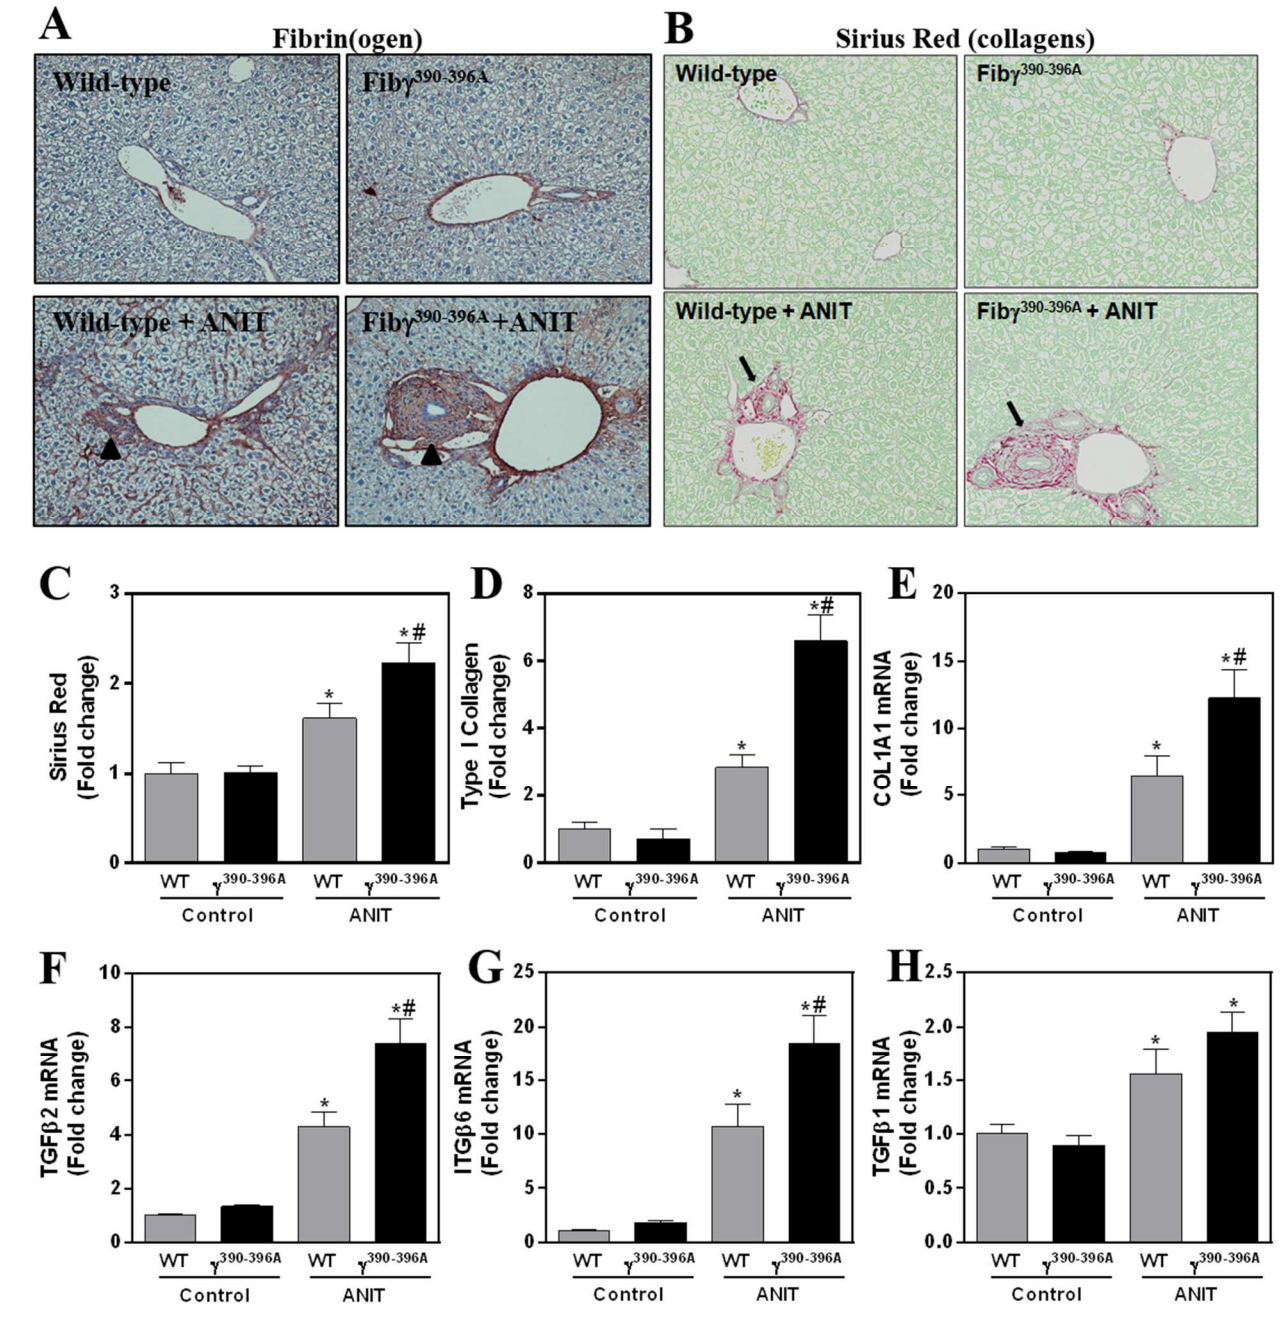 A
Fibrin(ogen)
Wild-type
Fibγ390-396A
Wild-type + ANIT
Fibγ390-396A +ANIT
B
Sirius Red (collagens)
Wild-type
Fibγ390-396A
Wild-type + ANIT
Fibγ390-396A + ANIT
C
Sirius Red
(Fold change)
3
2
1
0
*
*#
WT
γ390-396A
WT
γ390-396A
Control
ANIT
D
Type I Collagen
(Fold change)
8
6
4
2
0
*
*#
WT
γ390-396A
WT
γ390-396A
Control
ANIT
E
COL1A1 mRNA
(Fold change)
20
15
10
5
0
*
*#
WT
γ390-396A
WT
γ390-396A
Control
ANIT
F
TGFβ2 mRNA
(Fold change)
10
8
6
4
2
0
*
*#
WT
γ390-396A
WT
γ390-396A
Control
ANIT
G
ITGβ6 mRNA
(Fold change)
25
20
15
10
5
0
*
*#
WT
γ390-396A
WT
γ390-396A
Control
ANIT
H
TGFβ1 mRNA
(Fold change)
2.5
2.0
1.5
1.0
0.5
0.0
*
*
WT
γ390-396A
WT
γ390-396A
Control
ANIT